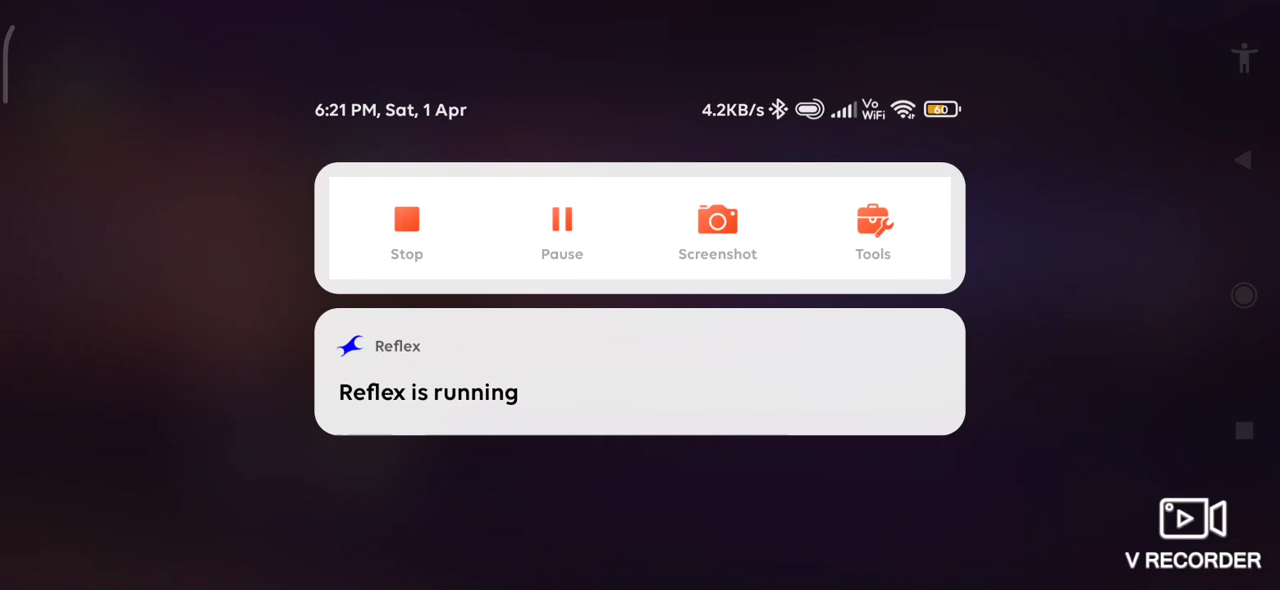 6:21 PM, Sat, 1 Apr 4.2KB/s Vo WiFi 60
Stop Pause Screenshot Tools
Reflex
Reflex is running
V RECORDER